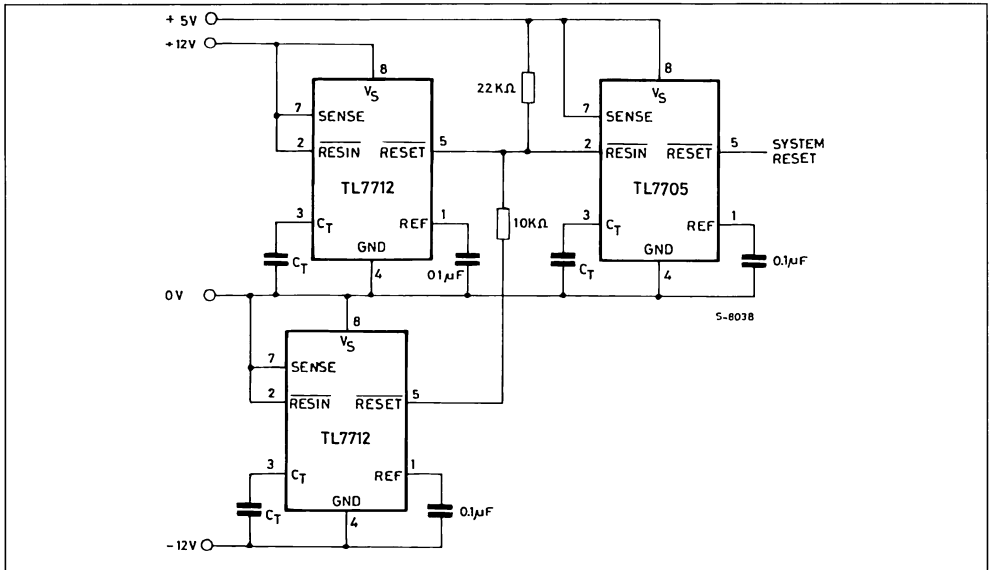 + 5V
+12V
8
VS
7 SENSE
2 RESIN
RESET 5
TL7712
3 CT
REF 1
GND
4
CT
01µF
22KΩ
10KΩ
8
VS
7 SENSE
2 RESIN
RESET 5
SYSTEM
RESET
TL7705
3 CT
REF 1
GND
4
CT
0.1µF
S-8038
0V
8
VS
7 SENSE
2 RESIN
RESET 5
TL7712
3 CT
REF 1
GND
4
CT
0.1µF
-12V